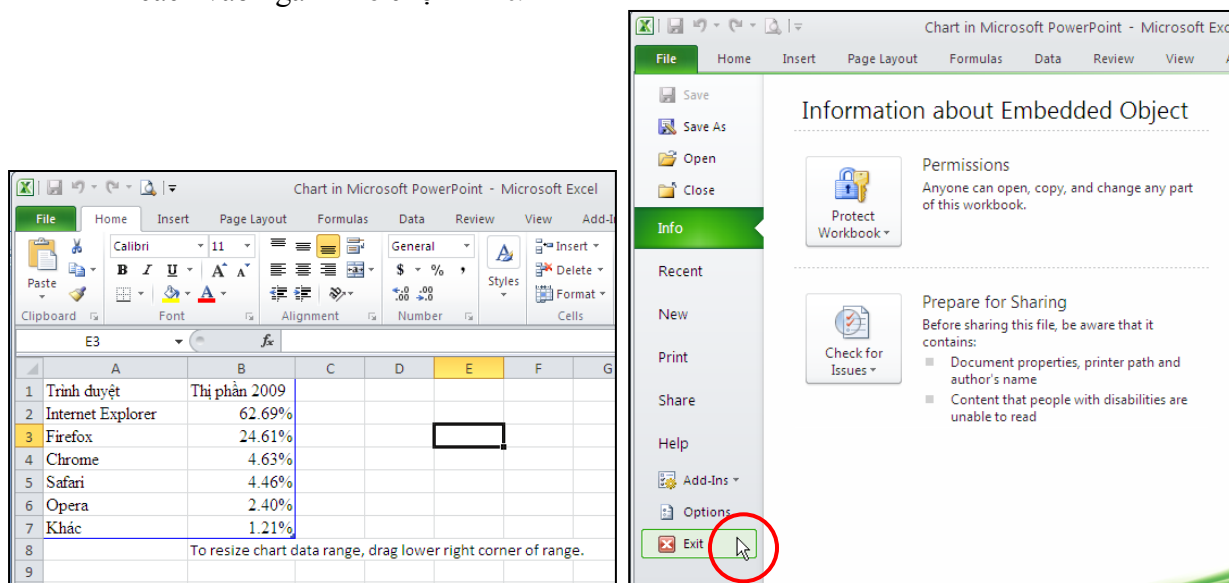 Chart in Microsoft PowerPoint - Microsoft Excel
File Home Insert Page Layout Formulas Data Review View
Calibri 11 General Insert
B I U A A $ % , Delete
Paste Styles Format
Clipboard Font Alignment Number Cells
E3 fx
A B C D E F G
1 Trình duyệt Thị phần 2009
2 Internet Explorer 62.69%
3 Firefox 24.61%
4 Chrome 4.63%
5 Safari 4.46%
6 Opera 2.40%
7 Khác 1.21%
8 To resize chart data range, drag lower right corner of range.
9
Chart in Microsoft PowerPoint - Microsoft
File Home Insert Page Layout Formulas Data Review View
Save
Save As
Open
Close
Info
Recent
New
Print
Share
Help
Add-Ins
Options
Exit
Information about Embedded Object
Protect
Workbook
Permissions
Anyone can open, copy, and change any part
of this workbook.
Check for
Issues
Prepare for Sharing
Before sharing this file, be aware that it
contains:
Document properties, printer path and
author's name
Content that people with disabilities are
unable to read